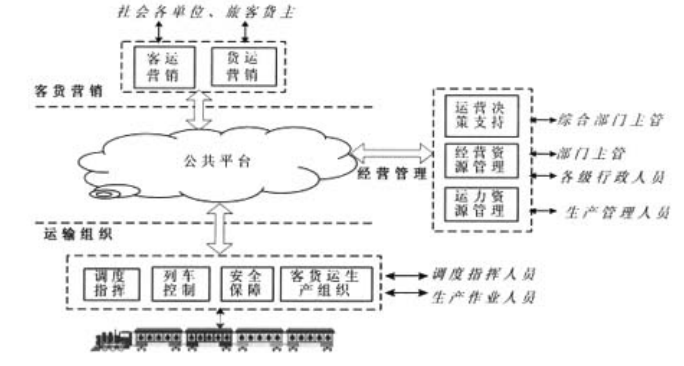 社会各单位、旅客货主
客运
营销
货运
营销
客货营销
公共平台
经营管理
运营决
策支持
综合部门主管
经营资
源管理
部门主管
各级行政人员
运力资
源管理
生产管理人员
运输组织
调度
指挥
列车
控制
安全
保障
客货运生
产组织
调度指挥人员
生产作业人员